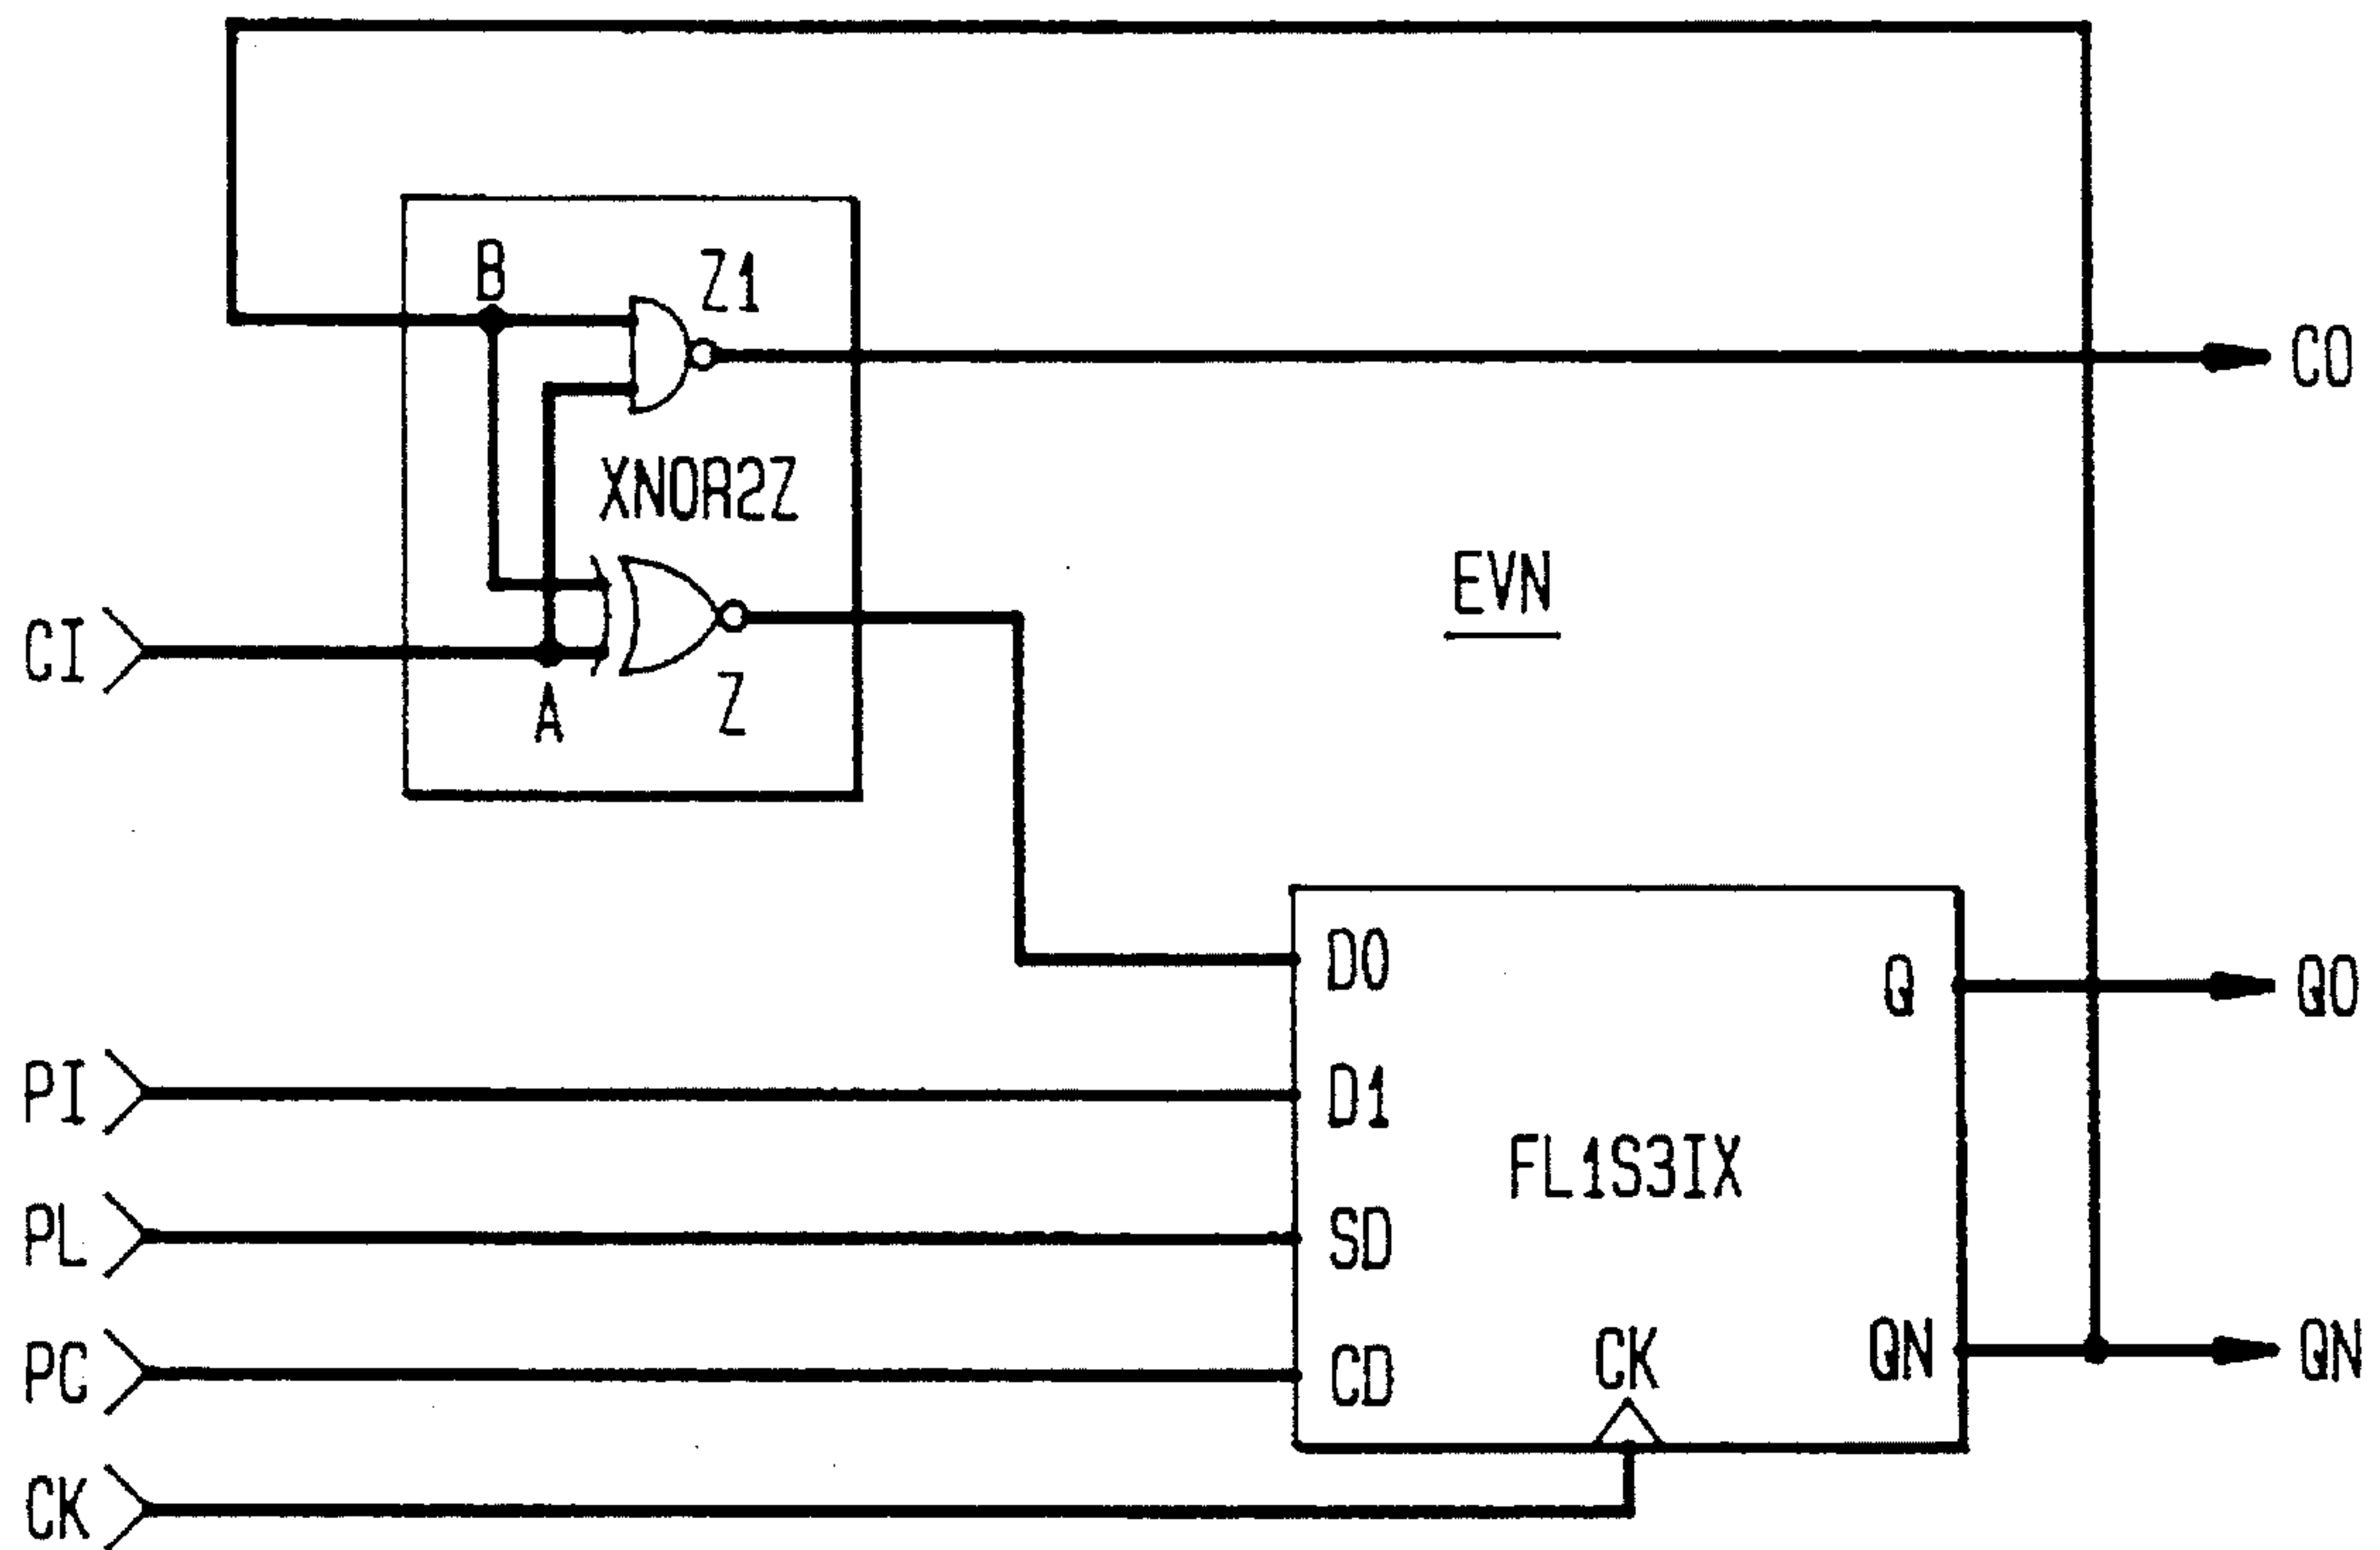 B
Z1
CO
XNOR2Z
EVN
CI
A
Z
D0
Q
QO
PI
D1
FL1S3IX
PL
SD
PC
CD
CK
QN
QN
CK